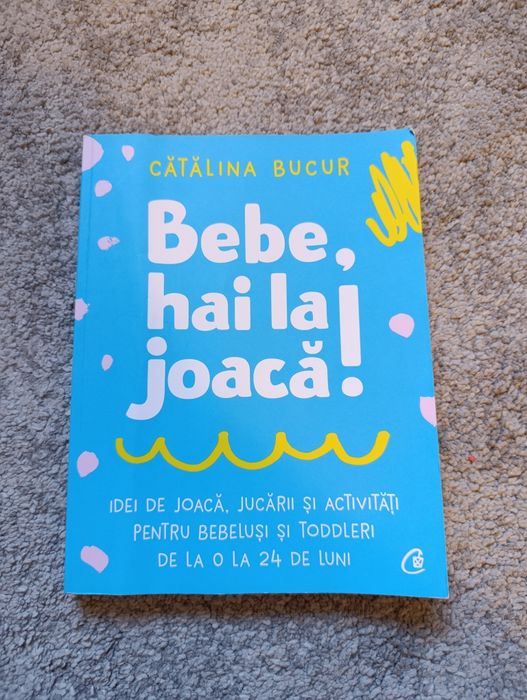 CĂTĂLINA BUCUR
Bebe,
hai la
joacă!
IDEI DE JOACĂ, JUCĂRII ȘI ACTIVITĂȚI
PENTRU BEBELUȘI ȘI TODDLERI
DE LA 0 LA 24 DE LUNI